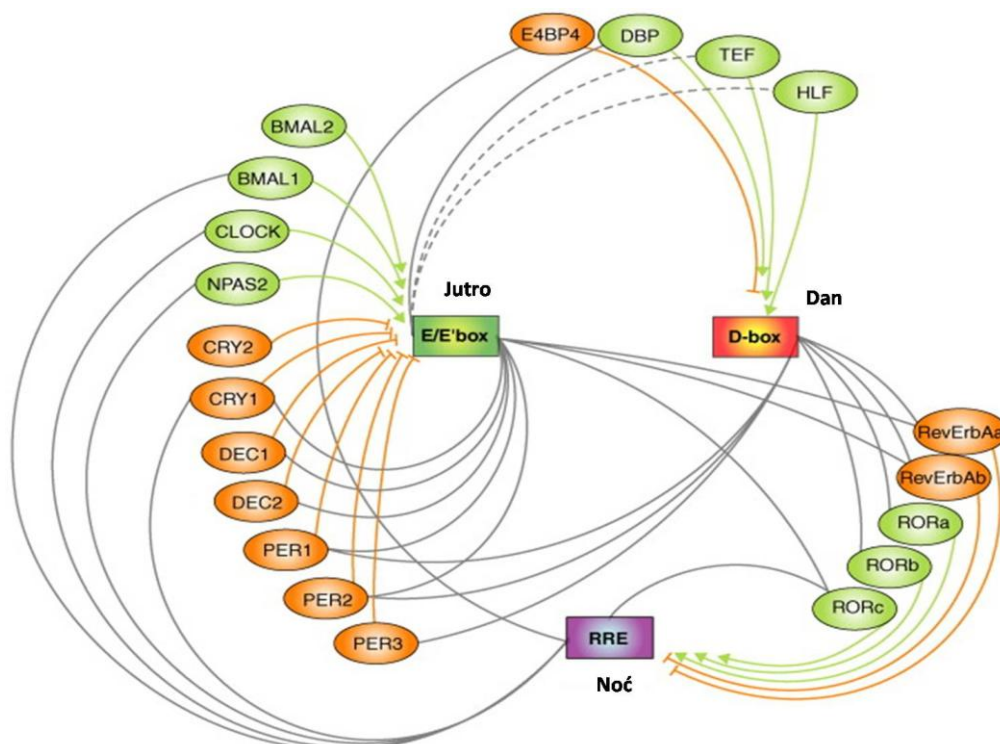 E4BP4
DBP
TEF
HLF
BMAL2
BMAL1
CLOCK
NPAS2
Jutro
Dan
E/E'box
D-box
CRY2
CRY1
DEC1
DEC2
PER1
PER2
PER3
RevErbAa
RevErbAb
RORa
RORb
RORc
RRE
Noć